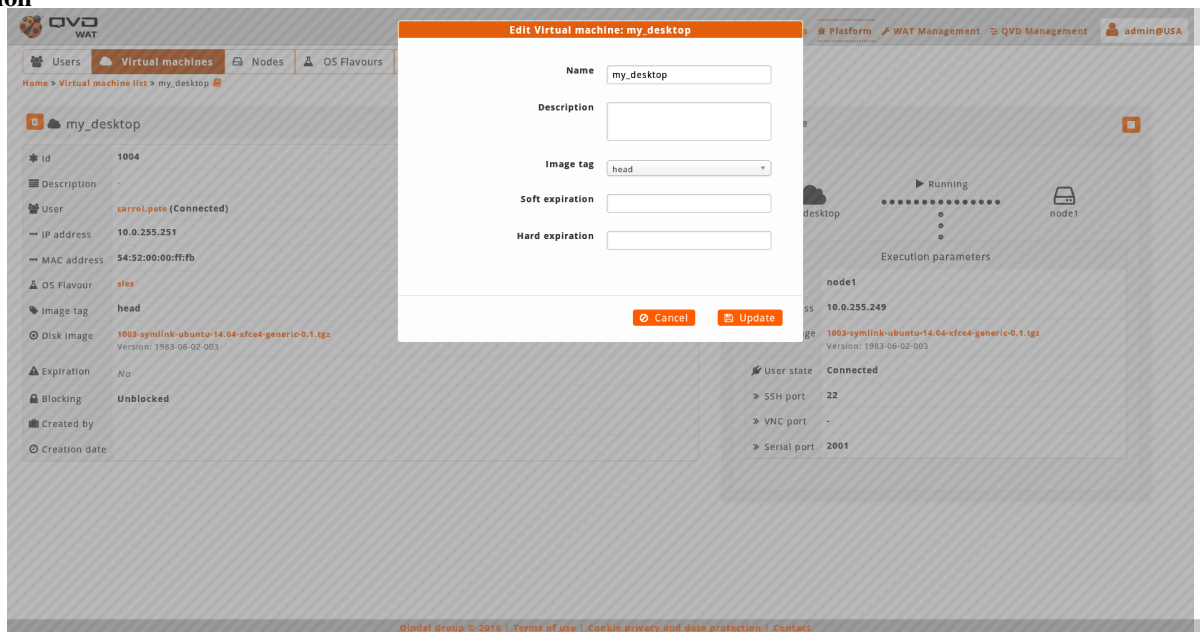 QVD
WAT
Platform WAT Management QVD Management admin@USA
Users Virtual machines Nodes OS Flavours
Home » Virtual machine list » my_desktop
Edit Virtual machine: my_desktop
Name my_desktop
Description
Image tag head
Soft expiration
Hard expiration
Cancel Update
my_desktop
Id 1004
Description -
User carrol.pete (Connected)
IP address 10.0.255.251
MAC address 54:52:00:00:ff:fb
OS Flavour sles
Image tag head
Disk image 1003-symlink-ubuntu-14.04-xfce4-generic-0.1.tgz
Version: 1983-06-02-003
Expiration No
Blocking Unblocked
Created by
Creation date
Running
desktop node1
Execution parameters
node1
ss 10.0.255.249
ge 1003-symlink-ubuntu-14.04-xfce4-generic-0.1.tgz
Version: 1983-06-02-003
User state Connected
SSH port 22
VNC port -
Serial port 2001
Qindel Group © 2016 | Terms of use | Cookie privacy and data protection | Contact